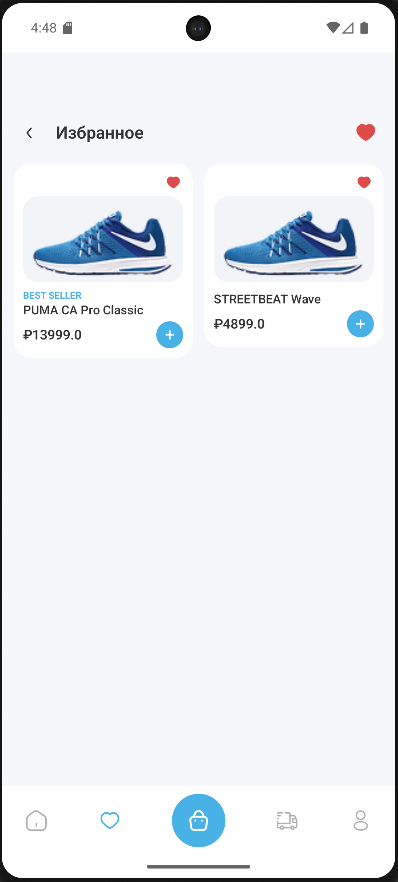 4:48
Избранное
BEST SELLER
PUMA CA Pro Classic
₽13999.0
STREETBEAT Wave
₽4899.0